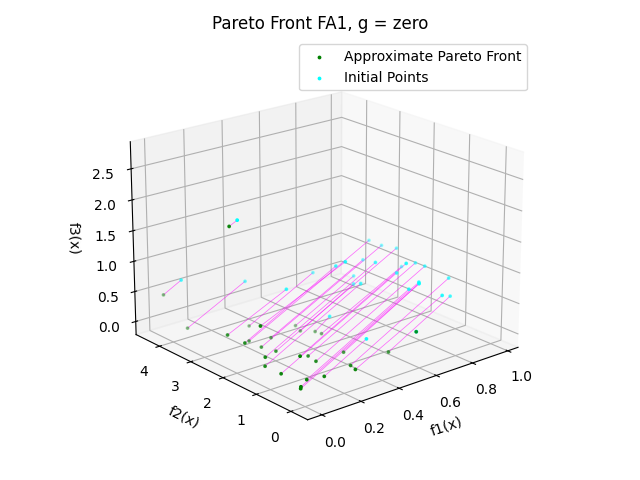 Pareto Front FA1, g = zero
Approximate Pareto Front
Initial Points
2.5
2.0
1.5
1.0
0.5
0.0
f3(x)
4
3
2
1
0
f2(x)
0.0
0.2
0.4
0.6
0.8
1.0
f1(x)